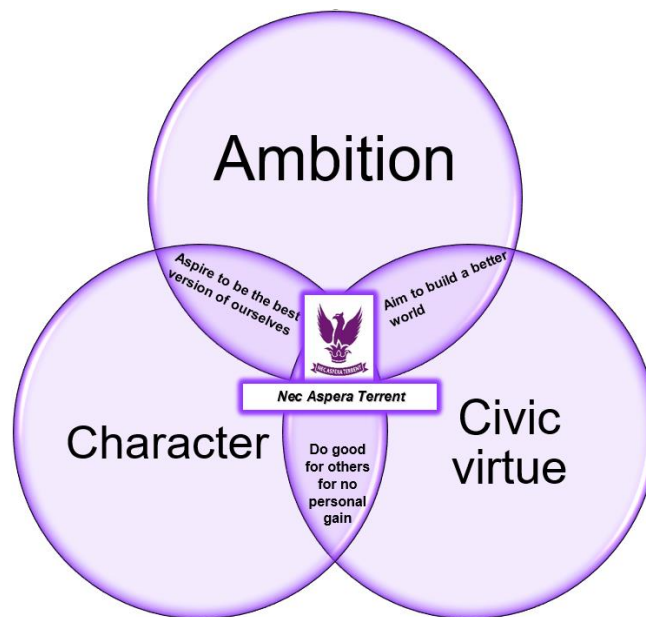 Ambition
Aspire to be the best
version of ourselves
Aim to build a better
world
NEC ASPERA TERRENT
Nec Aspera Terrent
Character
Civic
virtue
Do good
for others
for no
personal
gain